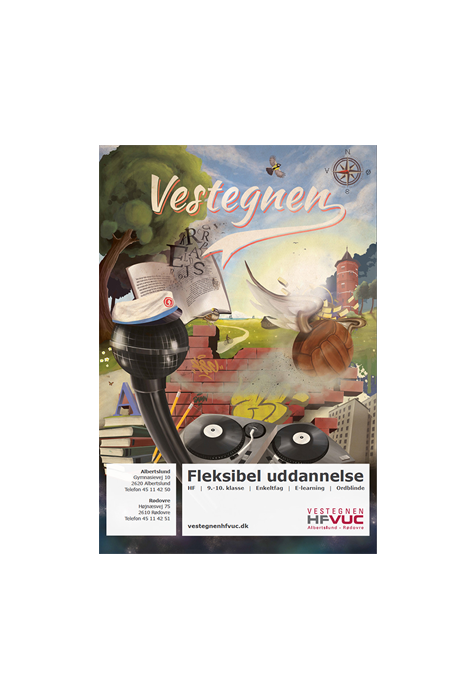 N
V Ø
S
Vestegnen
Fleksibel uddannelse
HF | 9.-10. klasse | Enkeltfag | E-learning | Ordblinde
vestegnenhfvuc.dk
Albertslund
Gymnasievej 10
2620 Albertslund
Telefon 45 11 42 50
Rødovre
Højnæsvej 75
2610 Rødovre
Telefon 45 11 42 51
VESTEGNEN
HFVUC
Albertslund - Rødovre
A